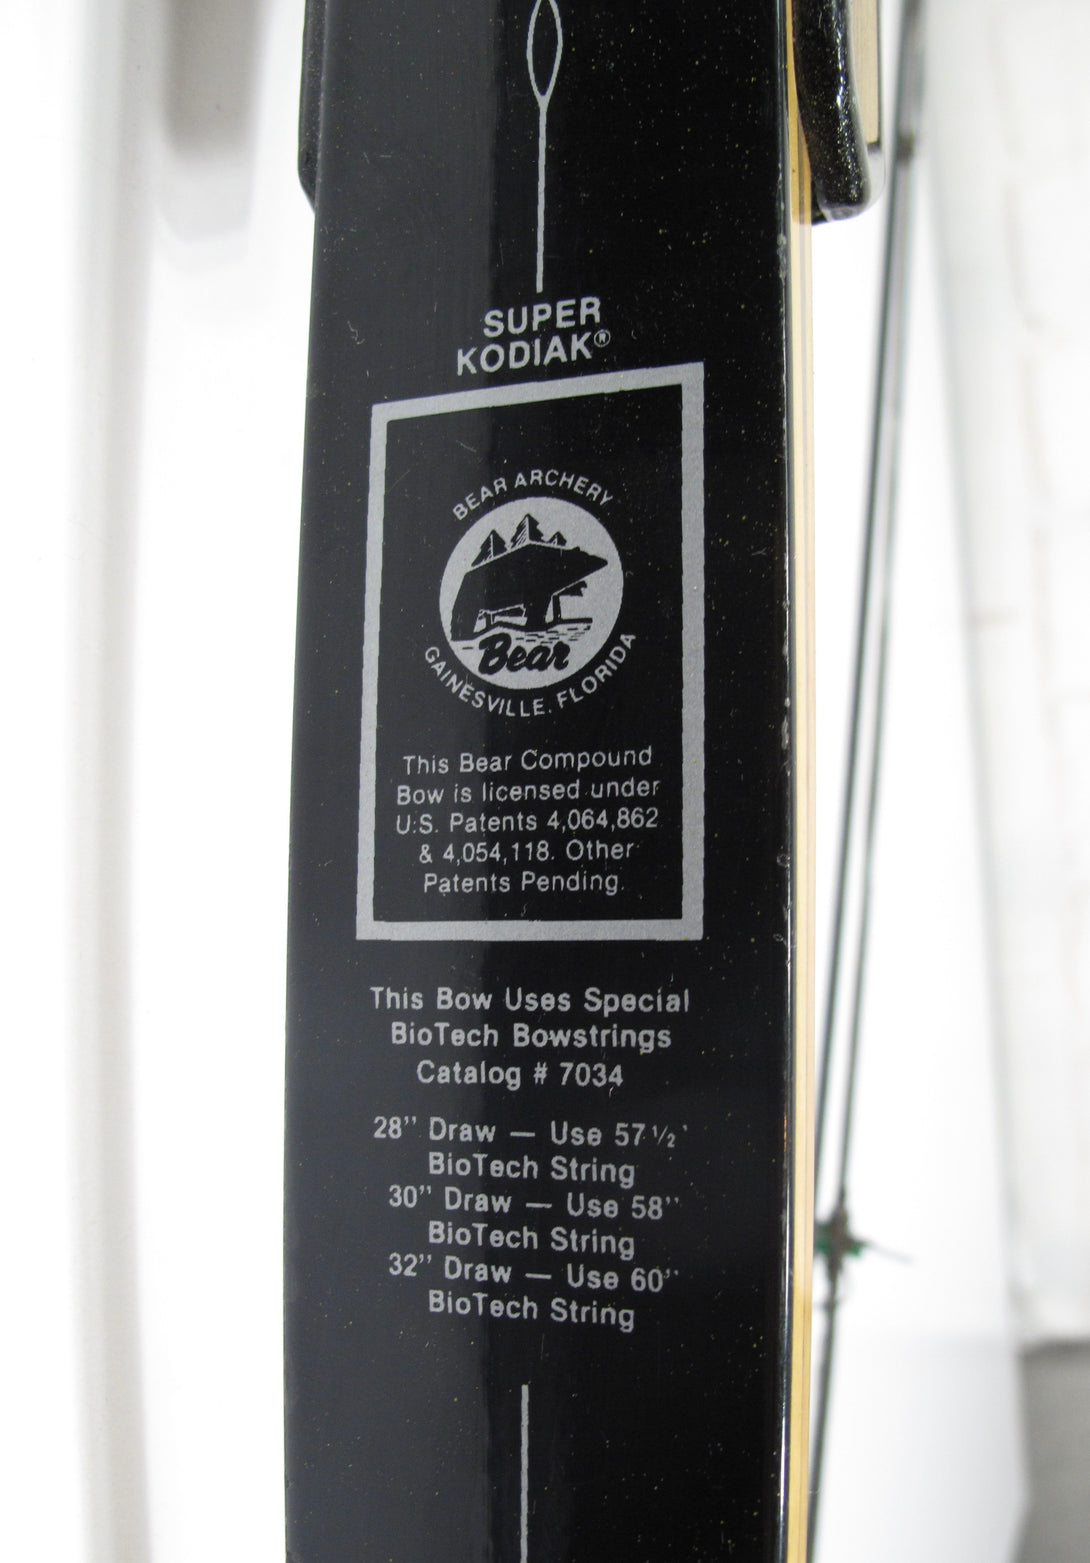 SUPER
KODIAK®
BEAR ARCHERY
Bear
GAINESVILLE, FLORIDA
This Bear Compound
Bow is licensed under
U.S. Patents 4,064,862
& 4,054,118. Other
Patents Pending.
This Bow Uses Special
BioTech Bowstrings
Catalog # 7034
28" Draw — Use 57½"
BioTech String
30" Draw — Use 58"
BioTech String
32" Draw — Use 60"
BioTech String